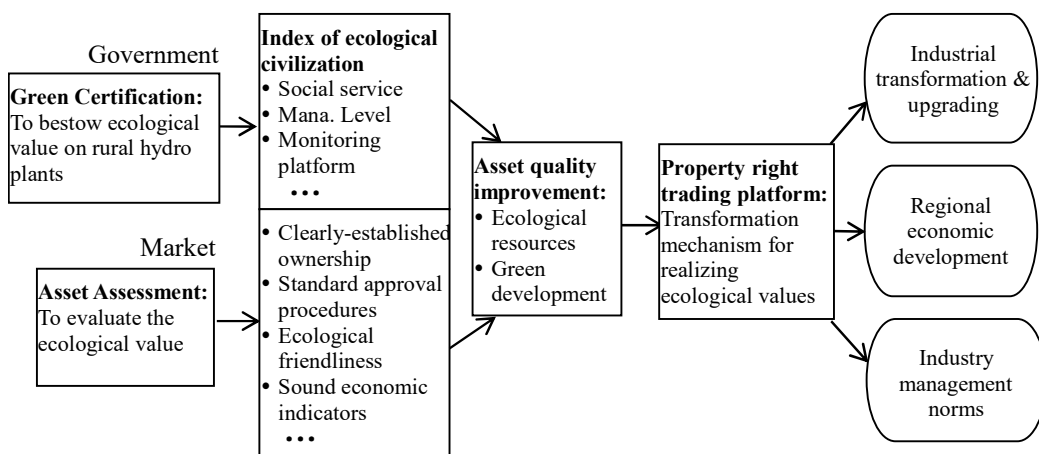 Government
Green Certification:
To bestow ecological
value on rural hydro
plants
Market
Asset Assessment:
To evaluate the
ecological value
Index of ecological
civilization
• Social service
• Mana. Level
• Monitoring
platform
•••
• Clearly-established
ownership
• Standard approval
procedures
• Ecological
friendliness
• Sound economic
indicators
•••
Asset quality
improvement:
• Ecological
resources
• Green
development
Property right
trading platform:
Transformation
mechanism for
realizing
ecological values
Industrial
transformation &
upgrading
Regional
economic
development
Industry
management
norms